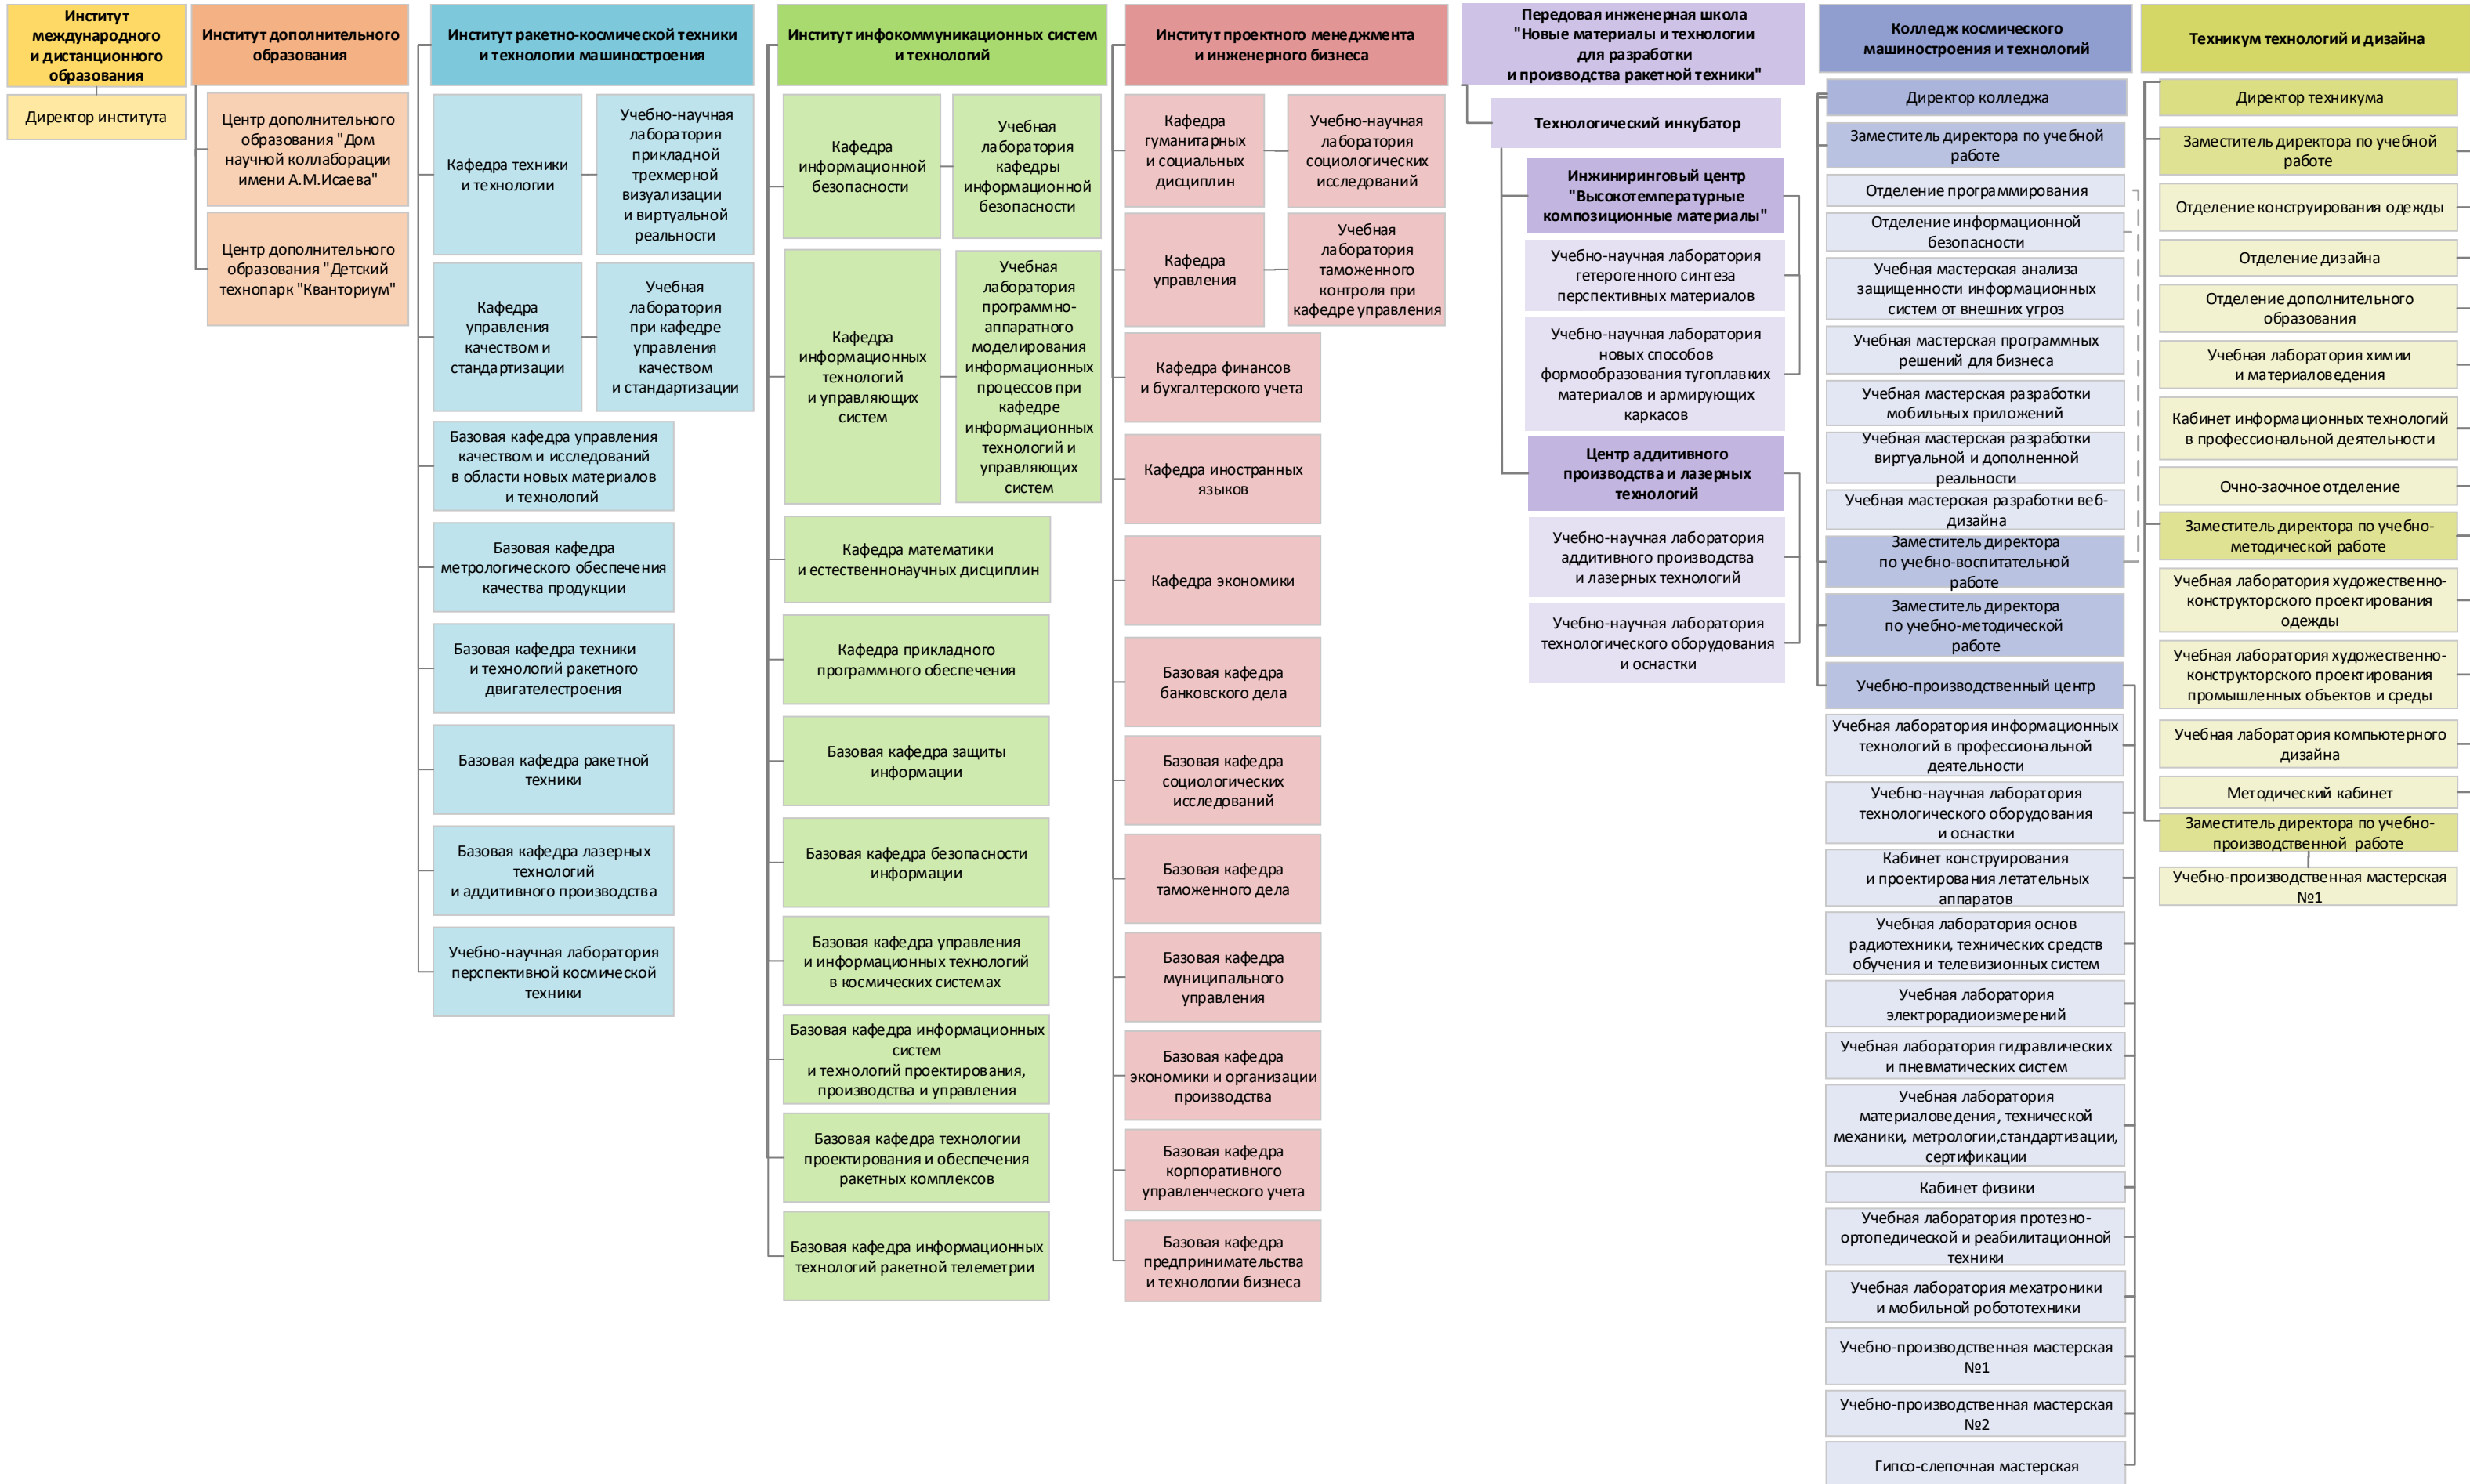 Институт
международного
и дистанционного
образования
Директор института
Институт дополнительного
образования
Центр дополнительного
образования "Дом
научной коллаборации
имени А.М.Исаева"
Центр дополнительного
образования "Детский
технопарк "Кванториум"
Институт ракетно-космической техники
и технологии машиностроения
Кафедра техники
и технологии
Учебно-научная
лаборатория
прикладной
трехмерной
визуализации
и виртуальной
реальности
Кафедра
управления
качеством и
стандартизации
Учебная
лаборатория
при кафедре
управления
качеством
и стандартизации
Базовая кафедра управления
качеством и исследований
в области новых материалов
и технологий
Базовая кафедра
метрологического обеспечения
качества продукции
Базовая кафедра техники
и технологий ракетного
двигателестроения
Базовая кафедра ракетной
техники
Базовая кафедра лазерных
технологий
и аддитивного производства
Учебно-научная лаборатория
перспективной космической
техники
Институт инфокоммуникационных систем
и технологий
Кафедра
информационной
безопасности
Учебная
лаборатория
кафедры
информационной
безопасности
Кафедра
информационных
технологий
и управляющих
систем
Учебная
лаборатория
программно-
аппаратного
моделирования
информационных
процессов при
кафедре
информационных
технологий и
управляющих
систем
Кафедра математики
и естественнонаучных дисциплин
Кафедра прикладного
программного обеспечения
Базовая кафедра защиты
информации
Базовая кафедра безопасности
информации
Базовая кафедра управления
и информационных технологий
в космических системах
Базовая кафедра информационных
систем
и технологий проектирования,
производства и управления
Базовая кафедра технологии
проектирования и обеспечения
ракетных комплексов
Базовая кафедра информационных
технологий ракетной телеметрии
Институт проектного менеджмента
и инженерного бизнеса
Кафедра
гуманитарных
и социальных
дисциплин
Учебно-научная
лаборатория
социологических
исследований
Кафедра
управления
Учебная
лаборатория
таможенного
контроля при
кафедре управления
Кафедра финансов
и бухгалтерского учета
Кафедра иностранных
языков
Кафедра экономики
Базовая кафедра
банковского дела
Базовая кафедра
социологических
исследований
Базовая кафедра
таможенного дела
Базовая кафедра
муниципального
управления
Базовая кафедра
экономики и организации
производства
Базовая кафедра
корпоративного
управленческого учета
Базовая кафедра
предпринимательства
и технологии бизнеса
Передовая инженерная школа
"Новые материалы и технологии
для разработки
и производства ракетной техники"
Технологический инкубатор
Инжиниринговый центр
"Высокотемпературные
композиционные материалы"
Учебно-научная лаборатория
гетерогенного синтеза
перспективных материалов
Учебно-научная лаборатория
новых способов
формообразования тугоплавких
материалов и армирующих
каркасов
Центр аддитивного
производства и лазерных
технологий
Учебно-научная лаборатория
аддитивного производства
и лазерных технологий
Учебно-научная лаборатория
технологического оборудования
и оснастки
Колледж космического
машиностроения и технологий
Директор колледжа
Заместитель директора по учебной
работе
Отделение программирования
Отделение информационной
безопасности
Учебная мастерская анализа
защищенности информационных
систем от внешних угроз
Учебная мастерская программных
решений для бизнеса
Учебная мастерская разработки
мобильных приложений
Учебная мастерская разработки
виртуальной и дополненной
реальности
Учебная мастерская разработки веб-
дизайна
Заместитель директора
по учебно-воспитательной
работе
Заместитель директора
по учебно-методической
работе
Учебно-производственный центр
Учебная лаборатория информационных
технологий в профессиональной
деятельности
Учебно-научная лаборатория
технологического оборудования
и оснастки
Кабинет конструирования
и проектирования летательных
аппаратов
Учебная лаборатория основ
радиотехники, технических средств
обучения и телевизионных систем
Учебная лаборатория
электрорадиоизмерений
Учебная лаборатория гидравлических
и пневматических систем
Учебная лаборатория
материаловедения, технической
механики, метрологии,стандартизации,
сертификации
Кабинет физики
Учебная лаборатория протезно-
ортопедической и реабилитационной
техники
Учебная лаборатория мехатроники
и мобильной робототехники
Учебно-производственная мастерская
№1
Учебно-производственная мастерская
№2
Гипсо-слепочная мастерская
Техникум технологий и дизайна
Директор техникума
Заместитель директора по учебной
работе
Отделение конструирования одежды
Отделение дизайна
Отделение дополнительного
образования
Учебная лаборатория химии
и материаловедения
Кабинет информационных технологий
в профессиональной деятельности
Очно-заочное отделение
Заместитель директора по учебно-
методической работе
Учебная лаборатория художественно-
конструкторского проектирования
одежды
Учебная лаборатория художественно-
конструкторского проектирования
промышленных объектов и среды
Учебная лаборатория компьютерного
дизайна
Методический кабинет
Заместитель директора по учебно-
производственной работе
Учебно-производственная мастерская
№1